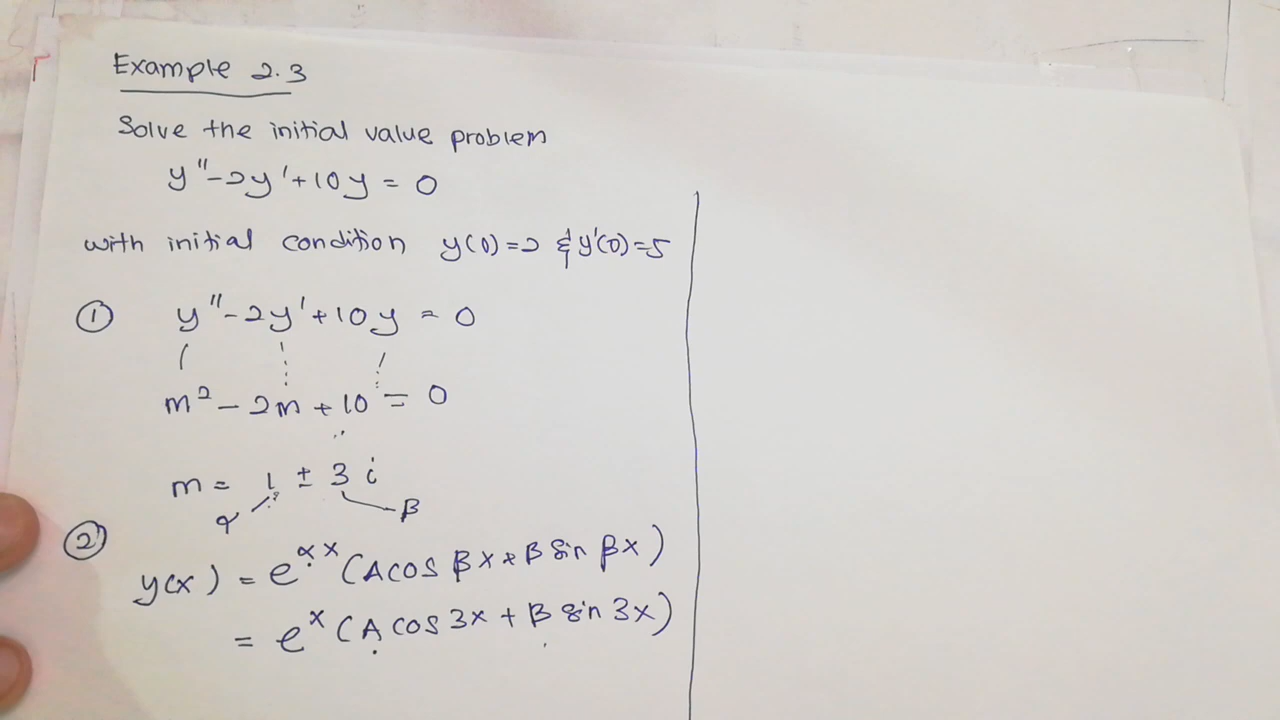 Example 2.3
Solve the initial value problem
y" - 2y' + 10y = 0
with initial condition y(0) = 2 & y'(0) = 5
① y" - 2y' + 10y = 0
m² - 2m + 10 = 0
m = 1 ± 3i
α β
②
y(x) = e^αx (A cos βx + B sin βx)
= e^x (A cos 3x + B sin 3x)